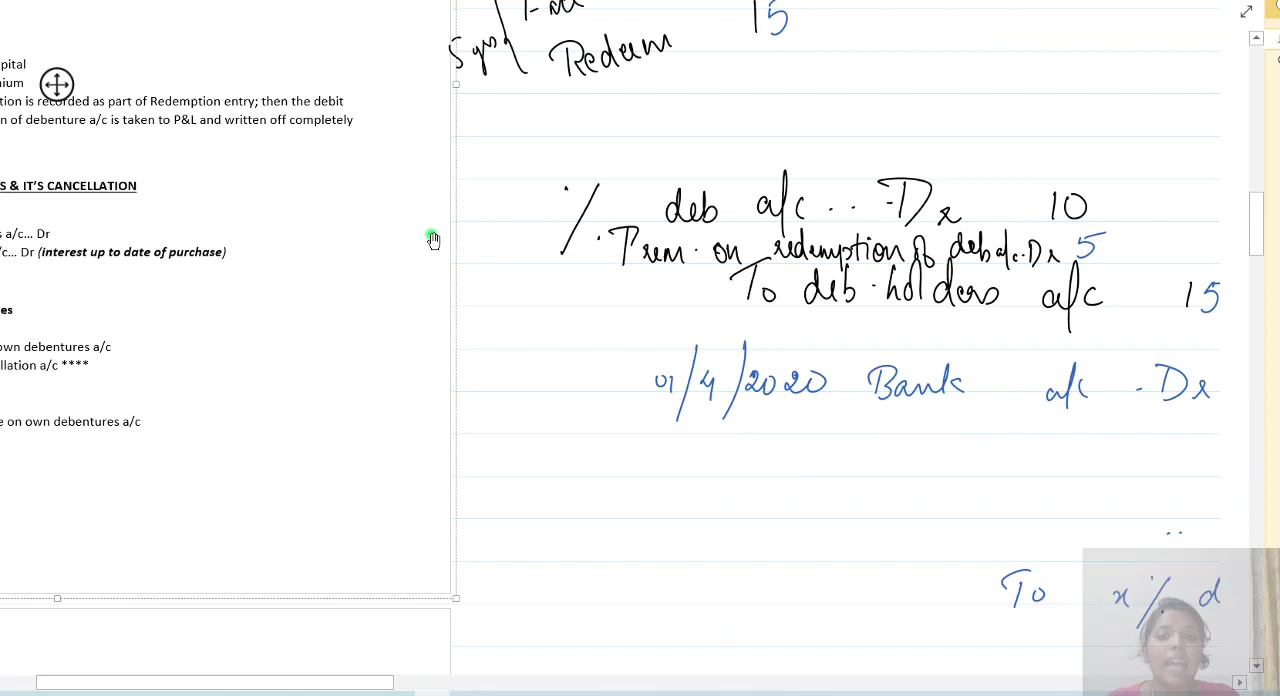 pital
nium
tion is recorded as part of Redemption entry; then the debit
n of debenture a/c is taken to P&L and written off completely
S & IT'S CANCELLATION
s a/c... Dr
/c... Dr (interest up to date of purchase)
es
own debentures a/c
llation a/c ****
e on own debentures a/c
15
5 yrs Redeem
% deb a/c .. - Dr 10
Prem. on redemption of deb a/c - Dr 5
To deb. holders a/c 15
01/4/2020 Bank a/c - Dr
To x% d